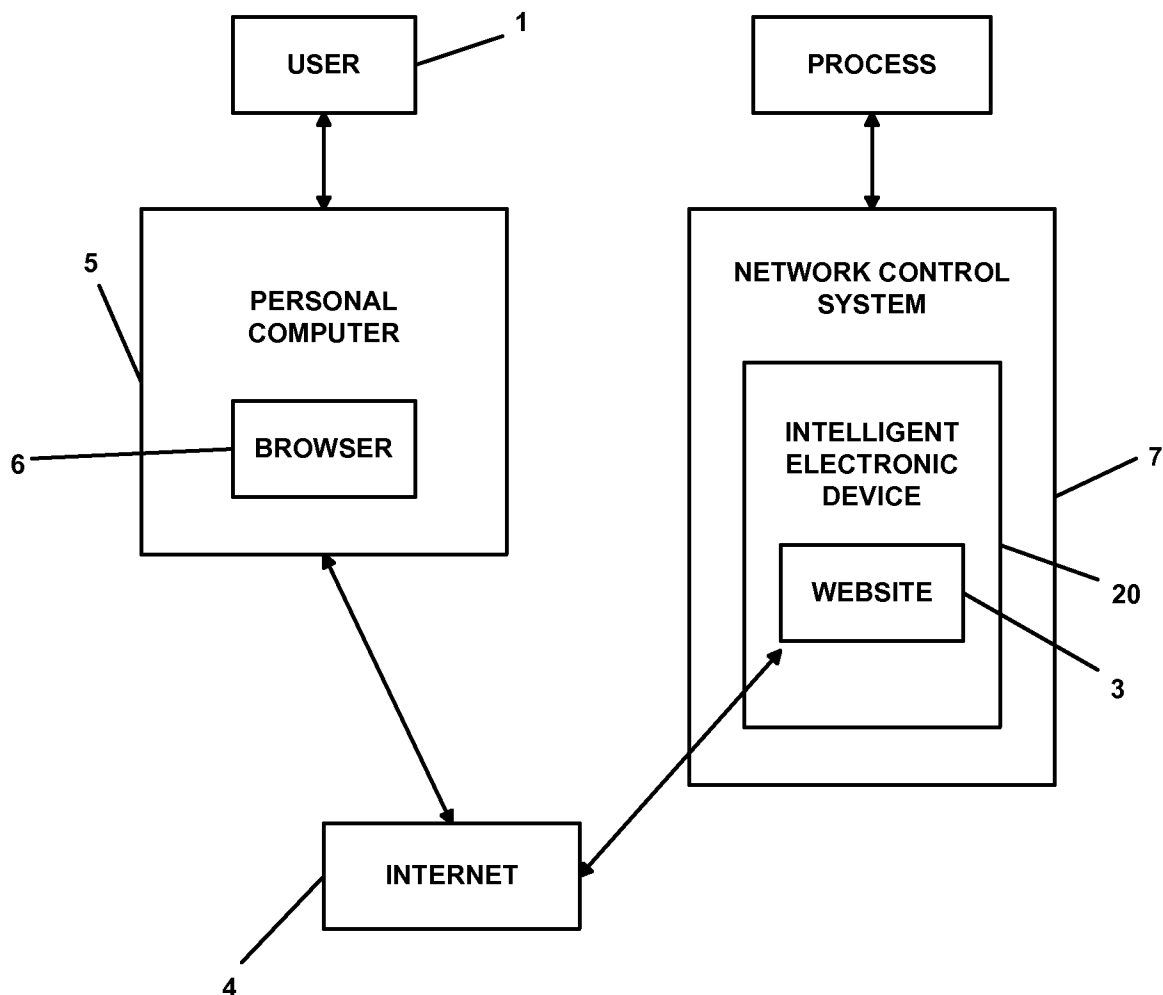 1
USER
PROCESS
5
PERSONAL
COMPUTER
NETWORK CONTROL
SYSTEM
6
BROWSER
INTELLIGENT
ELECTRONIC
DEVICE
7
WEBSITE
20
3
INTERNET
4